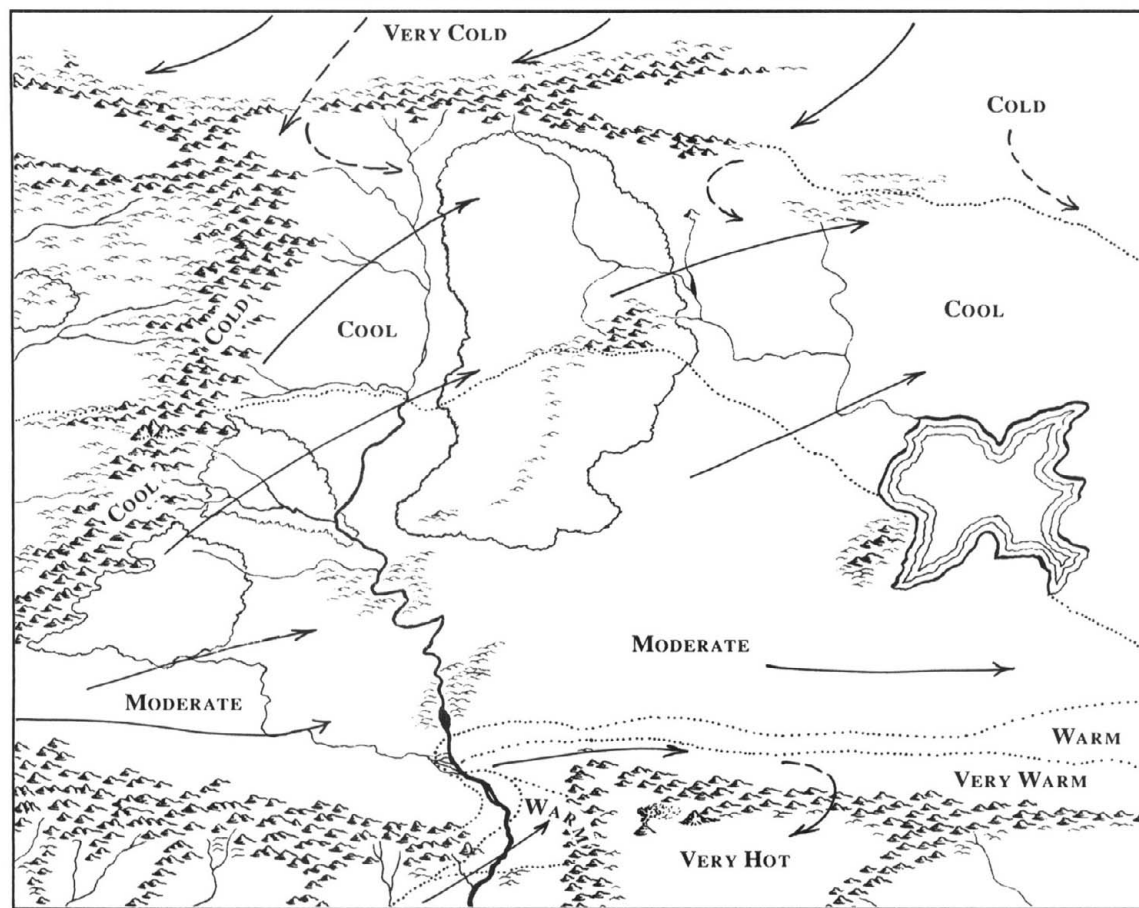 VERY COLD
COLD
COLD
COOL
COOL
COOL
MODERATE
MODERATE
WARM
VERY WARM
WARM
VERY HOT